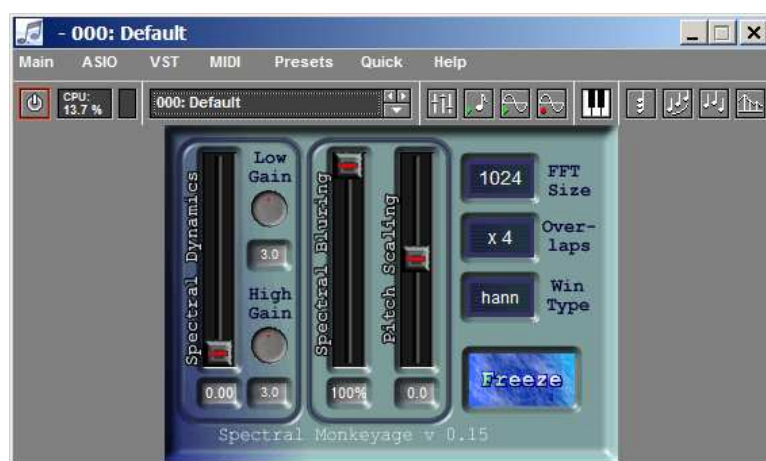 - 000: Default
Main ASIO VST MIDI Presets Quick Help
CPU:
13.7 %
000: Default
Spectral Dynamics
Low
Gain
3.0
High
Gain
0.00
3.0
Spectral Bluring
100%
Pitch Scaling
0.0
1024
FFT
Size
x 4
Over-
laps
hann
Win
Type
Freeze
Spectral Monkeyage v 0.15